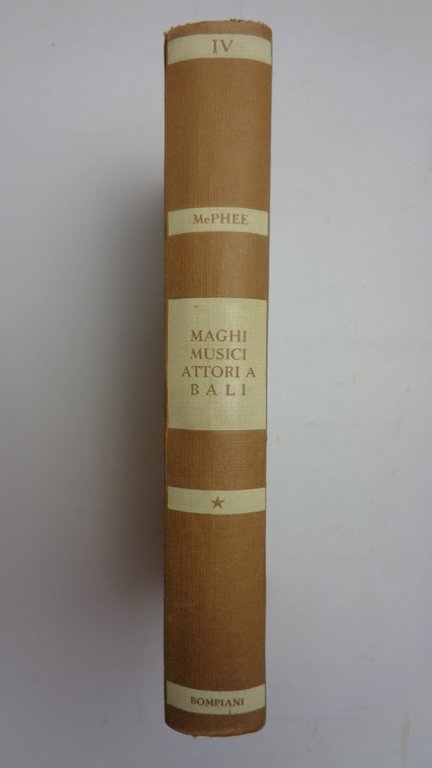 IV
McPHEE
MAGHI
MUSICI
ATTORI A
BALI
BOMPIANI